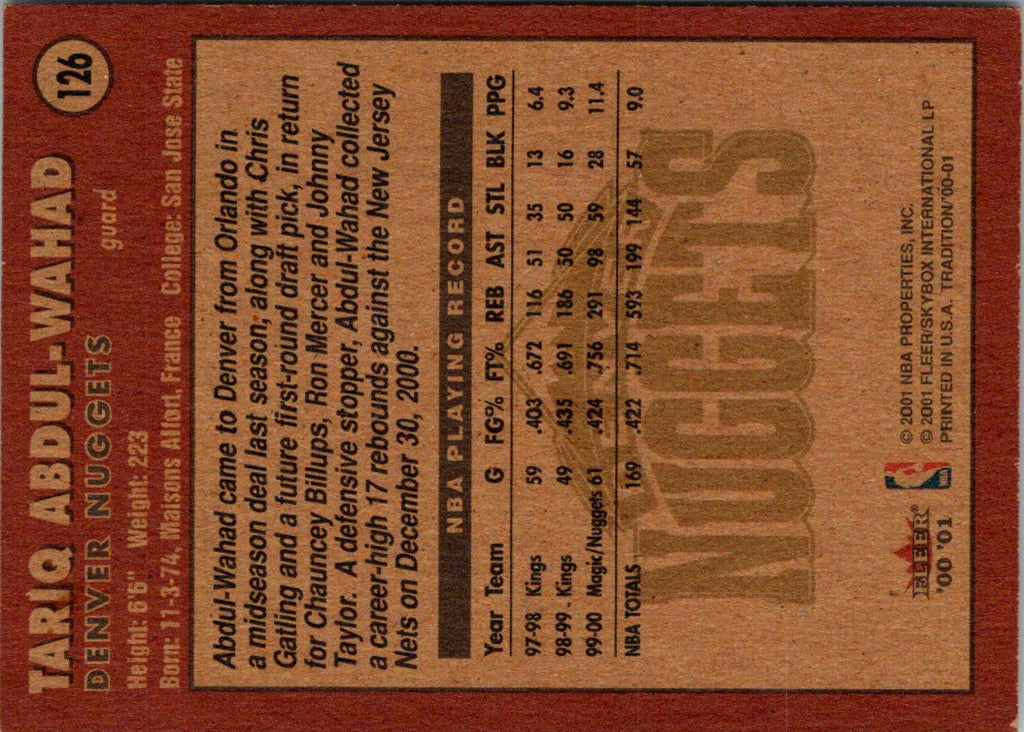 126
TARIQ ABDUL-WAHAD
DENVER NUGGETS guard
Height: 6'6" Weight: 223
Born: 11-3-74, Maisons Alfort, France College: San Jose State
Abdul-Wahad came to Denver from Orlando in
a midseason deal last season, along with Chris
Gatling and a future first-round draft pick, in return
for Chauncey Billups, Ron Mercer and Johnny
Taylor. A defensive stopper, Abdul-Wahad collected
a career-high 17 rebounds against the New Jersey
Nets on December 30, 2000.
NBA PLAYING RECORD
Year Team G FG% FT% REB AST STL BLK PPG
97-98 Kings 59 .403 .672 116 51 35 13 6.4
98-99 Kings 49 .435 .691 186 50 50 16 9.3
99-00 Magic/Nuggets 61 .424 .756 291 98 59 28 11.4
NBA TOTALS 169 .422 .714 593 199 144 57 9.0
NUGGETS
FLEER®
'00 '01
NBA
© 2001 NBA PROPERTIES, INC.
© 2001 FLEER/SKYBOX INTERNATIONAL LP
PRINTED IN U.S.A. TRADITION/'00-01